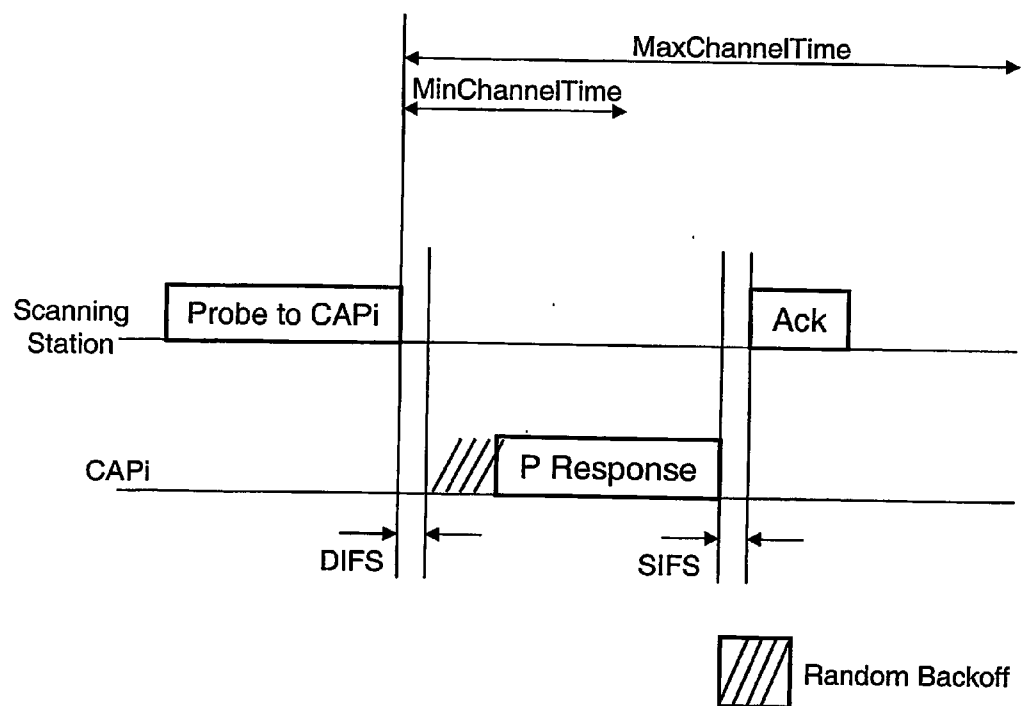 MaxChannelTime
MinChannelTime
Scanning
Station
Probe to CAPi
Ack
CAPi
P Response
DIFS
SIFS
Random Backoff